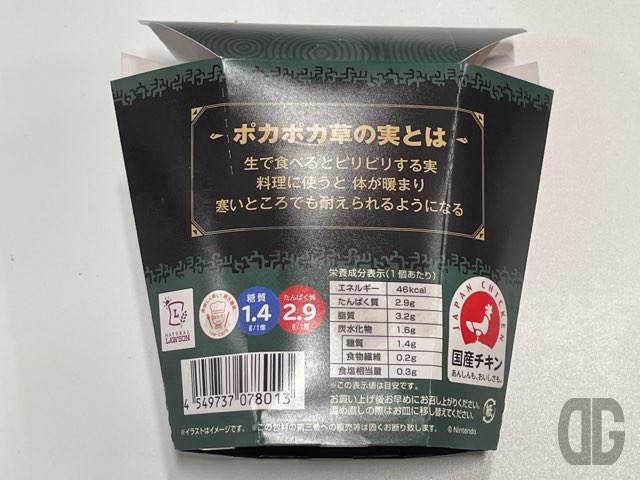 ポカポカ草の実とは
生で食べるとピリピリする実
料理に使うと 体が暖まり
寒いところでも耐えられるようになる
栄養成分表示(1個あたり)
エネルギー 46kcal
たんぱく質 2.9g
脂質 3.2g
炭水化物 1.6g
糖質 1.4g
食物繊維 0.2g
食塩相当量 0.3g
※この表示値は目安です。
お買い上げ後お早めにお召し上がりください。
温め直しの際はお皿に移し替えてください。
L
NATURAL
LAWSON
糖質
1.4
g/1個
たんぱく質
2.9
g/1個
JAPAN CHICKEN
国産チキン
あんしんも、おいしさも。
4 549737 078013
※イラストはイメージです。 ※この包材の第三者への販売等は固くお断り致します。
© Nintendo
紙
DG